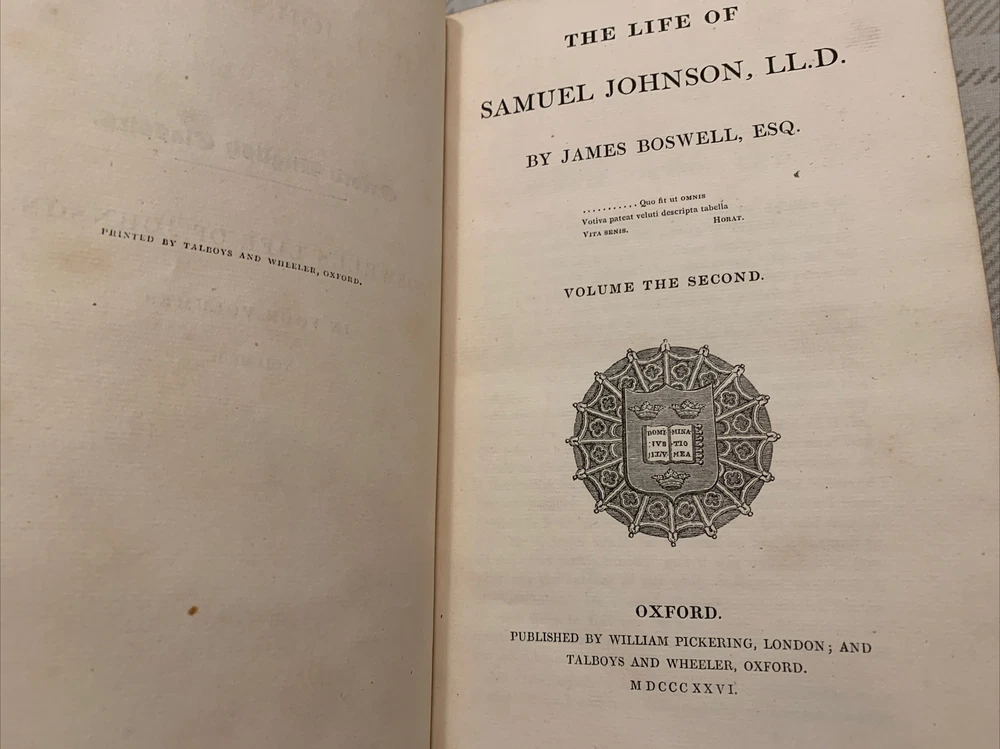 PRINTED BY TALBOYS AND WHEELER, OXFORD.
THE LIFE OF
SAMUEL JOHNSON, LL.D.
BY JAMES BOSWELL, ESQ.
........... Quo fit ut OMNIS
Votiva pateat veluti descripta tabella
VITA SENIS. HORAT.
VOLUME THE SECOND.
DOMI MINA
NVS TIO
ILLV MEA
OXFORD.
PUBLISHED BY WILLIAM PICKERING, LONDON; AND
TALBOYS AND WHEELER, OXFORD.
MDCCCXXVI.